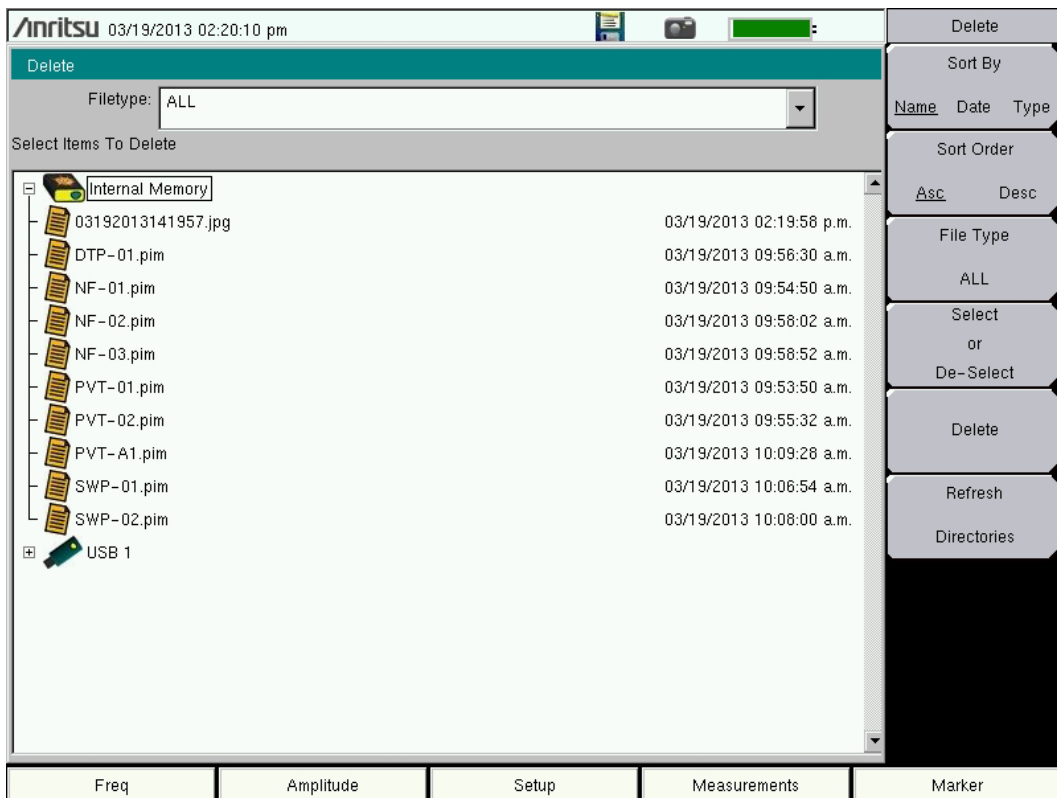 Anritsu 03/19/2013 02:20:10 pm
Delete
Filetype: ALL
Select Items To Delete
Internal Memory
03192013141957.jpg 03/19/2013 02:19:58 p.m.
DTP-01.pim 03/19/2013 09:56:30 a.m.
NF-01.pim 03/19/2013 09:54:50 a.m.
NF-02.pim 03/19/2013 09:58:02 a.m.
NF-03.pim 03/19/2013 09:58:52 a.m.
PVT-01.pim 03/19/2013 09:53:50 a.m.
PVT-02.pim 03/19/2013 09:55:32 a.m.
PVT-A1.pim 03/19/2013 10:09:28 a.m.
SWP-01.pim 03/19/2013 10:06:54 a.m.
SWP-02.pim 03/19/2013 10:08:00 a.m.
USB 1
Delete
Sort By
Name Date Type
Sort Order
Asc Desc
File Type
ALL
Select
or
De-Select
Delete
Refresh
Directories
Freq Amplitude Setup Measurements Marker